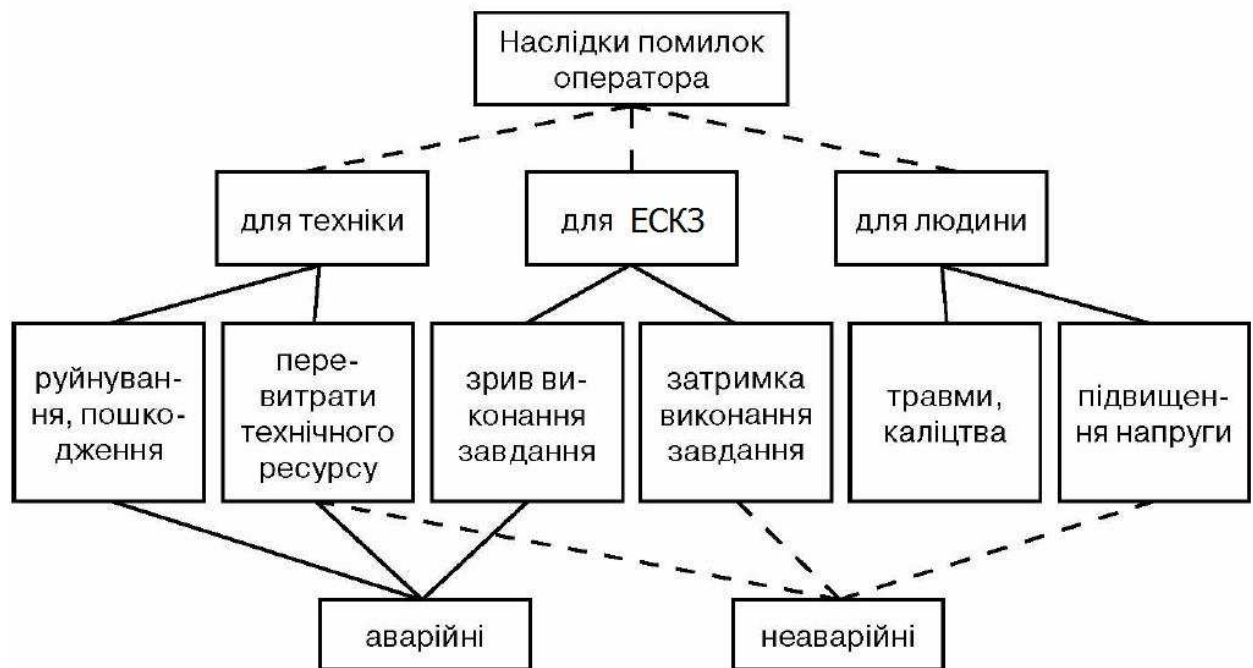 Наслідки помилок
оператора
для техніки
для ЕСКЗ
для людини
руйнуван-
ня, пошко-
дження
пере-
витрати
технічного
ресурсу
зрив ви-
конання
завдання
затримка
виконання
завдання
травми,
каліцтва
підвищен-
ня напруги
аварійні
неаварійні